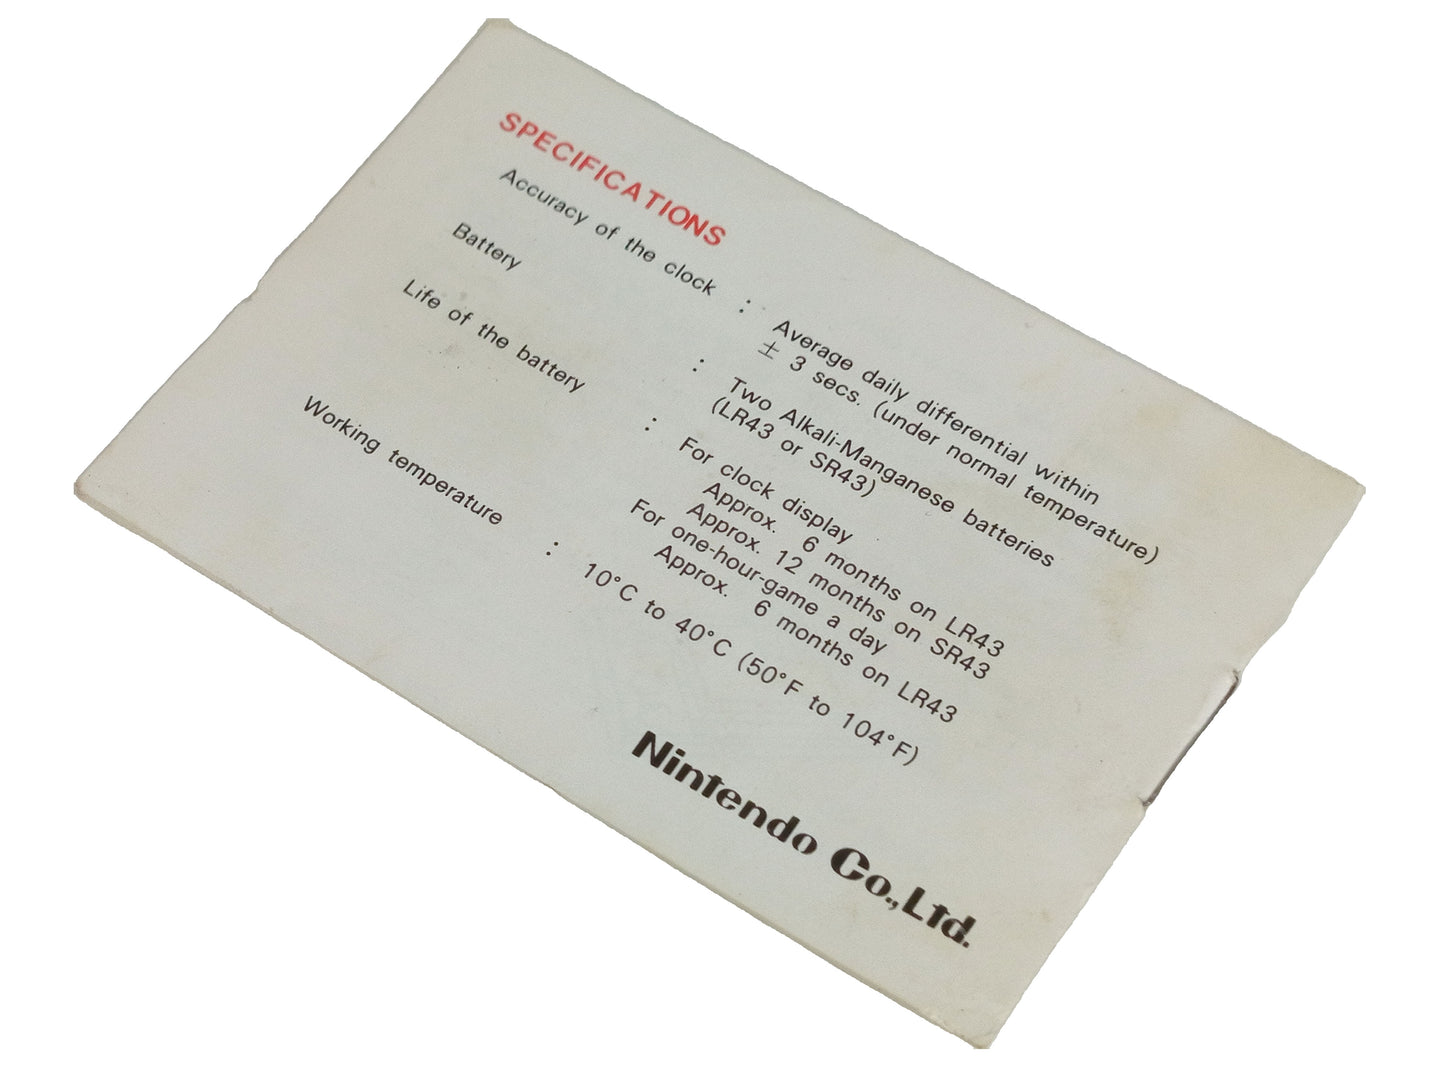 SPECIFICATIONS
Accuracy of the clock : Average daily differential within
± 3 secs. (under normal temperature)
Battery : Two Alkali-Manganese batteries
(LR43 or SR43)
Life of the battery : For clock display
Approx. 6 months on LR43
Approx. 12 months on SR43
For one-hour-game a day
Approx. 6 months on LR43
Working temperature : 10°C to 40°C (50°F to 104°F)
Nintendo Co.,Ltd.